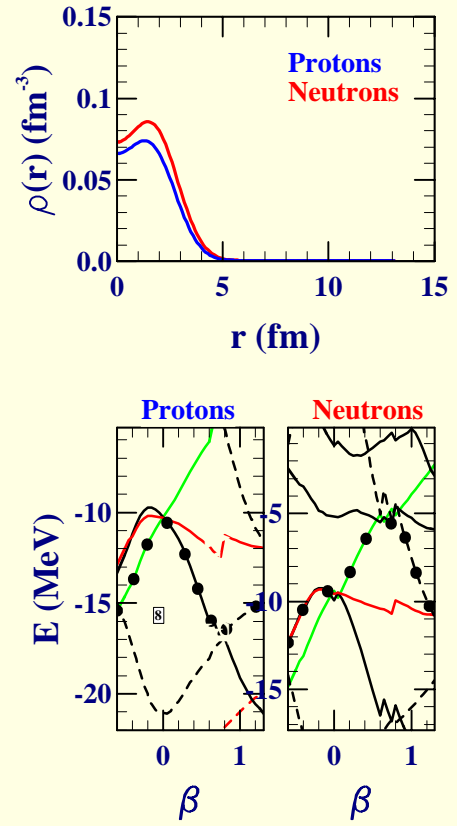 0.15
0.1
0.05
0.0
ρ(r) (fm-3)
Protons
Neutrons
0 5 10 15
r (fm)
Protons Neutrons
E (MeV)
-10
-15
-20
8
-5
-10
-15
0 1 0 1
β β